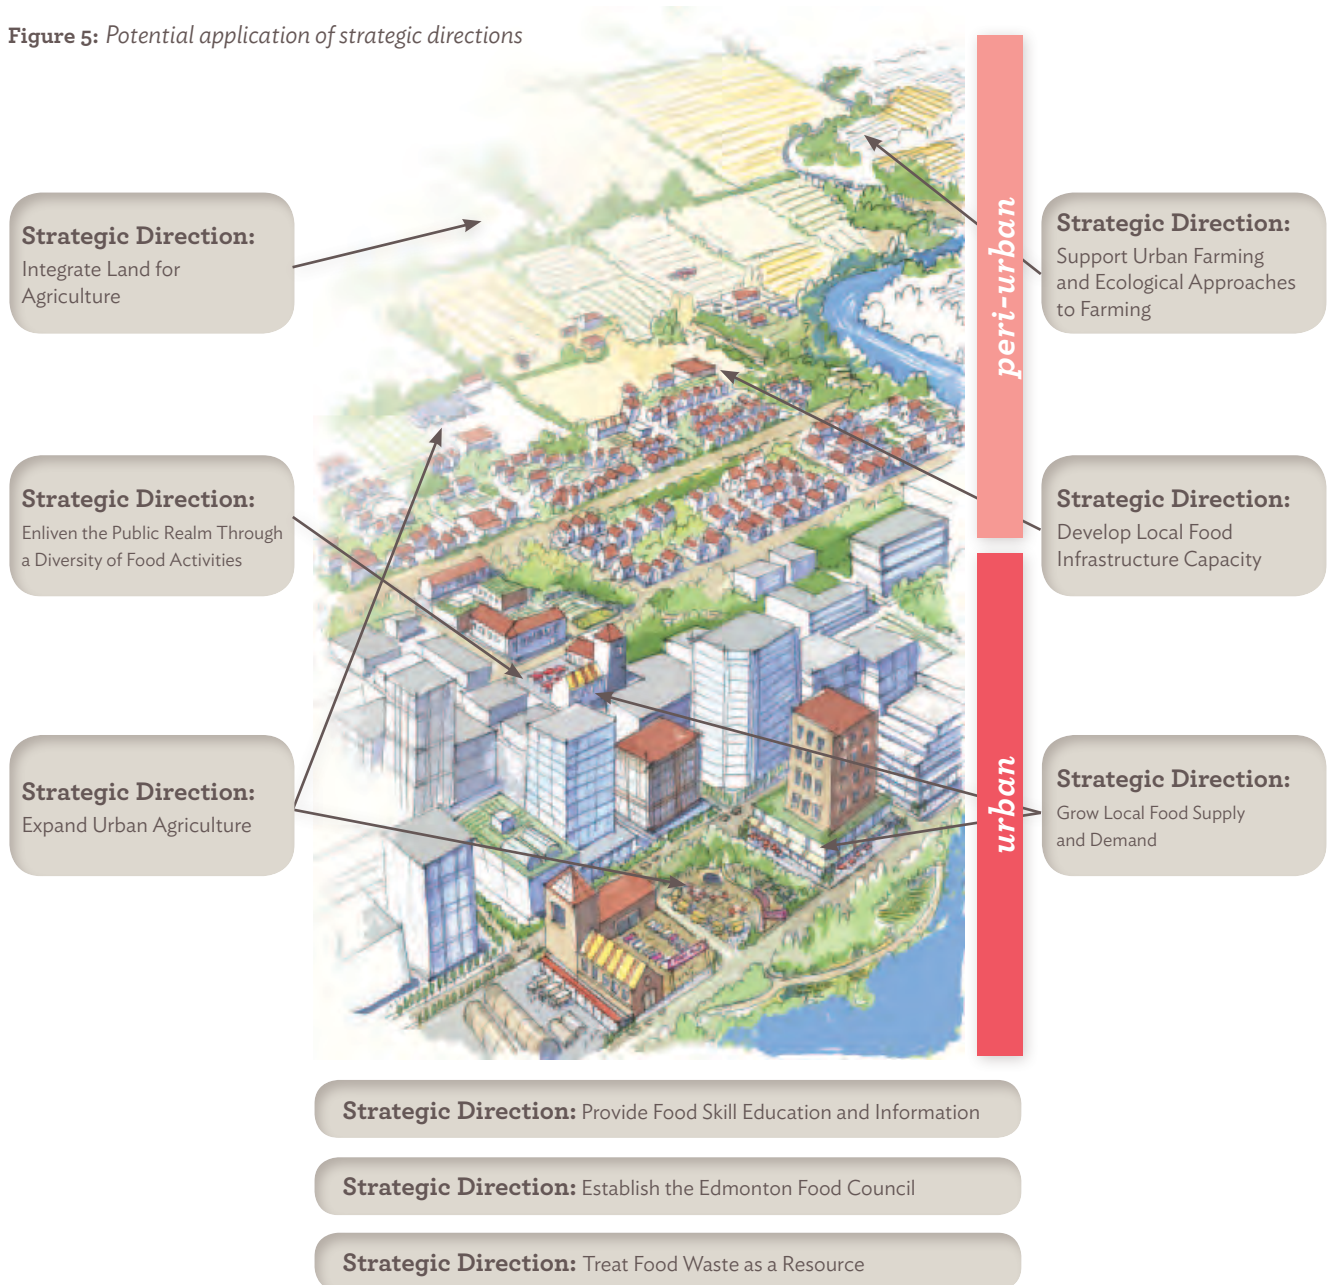 Figure 5: Potential application of strategic directions
Strategic Direction:
Integrate Land for
Agriculture
Strategic Direction:
Enliven the Public Realm Through
a Diversity of Food Activities
Strategic Direction:
Expand Urban Agriculture
peri-urban
urban
Strategic Direction:
Support Urban Farming
and Ecological Approaches
to Farming
Strategic Direction:
Develop Local Food
Infrastructure Capacity
Strategic Direction:
Grow Local Food Supply
and Demand
Strategic Direction: Provide Food Skill Education and Information
Strategic Direction: Establish the Edmonton Food Council
Strategic Direction: Treat Food Waste as a Resource